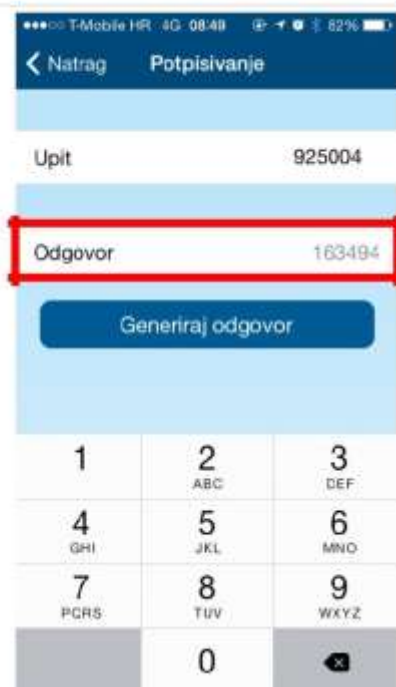 T-Mobile HR 4G 08:49 82%
Natrag Potpisivanje
Upit 925004
Odgovor 163494
Generiraj odgovor
1 2 3
ABC DEF
4 5 6
GHI JKL MNO
7 8 9
PQRS TUV WXYZ
0